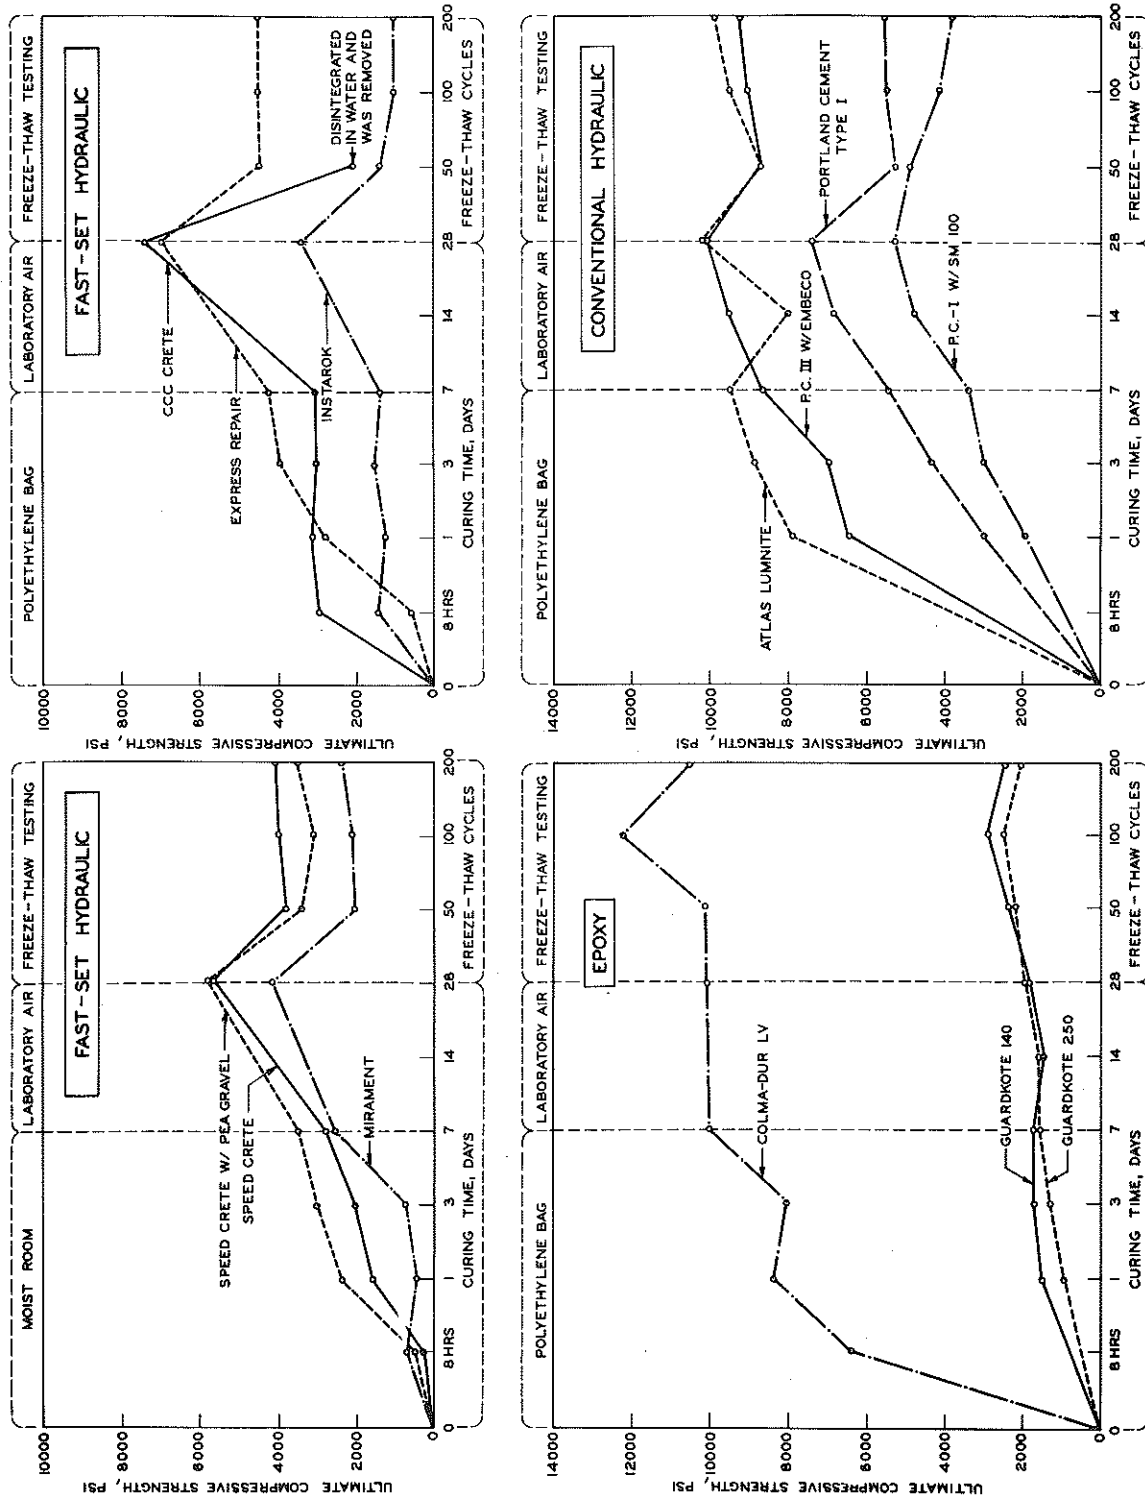 MOIST ROOM
LABORATORY AIR
FREEZE-THAW TESTING
FAST-SET HYDRAULIC
ULTIMATE COMPRESSIVE STRENGTH, PSI
10000
8000
6000
4000
2000
0
SPEED CRETE W/ PEA GRAVEL
SPEED CRETE
MIRAMENT
0
8 HRS
1
3
7
14
28
50
100
200
CURING TIME, DAYS
FREEZE-THAW CYCLES
POLYETHYLENE BAG
LABORATORY AIR
FREEZE-THAW TESTING
FAST-SET HYDRAULIC
ULTIMATE COMPRESSIVE STRENGTH, PSI
10000
8000
6000
4000
2000
0
CCC CRETE
EXPRESS REPAIR
INSTAROK
DISINTEGRATED
IN WATER AND
WAS REMOVED
0
8 HRS
1
3
7
14
28
50
100
200
CURING TIME, DAYS
FREEZE-THAW CYCLES
POLYETHYLENE BAG
LABORATORY AIR
FREEZE-THAW TESTING
EPOXY
ULTIMATE COMPRESSIVE STRENGTH, PSI
14000
12000
10000
8000
6000
4000
2000
0
COLMA-DUR LV
GUARDKOTE 140
GUARDKOTE 250
0
8 HRS
1
3
7
14
28
50
100
200
CURING TIME, DAYS
FREEZE-THAW CYCLES
POLYETHYLENE BAG
LABORATORY AIR
FREEZE-THAW TESTING
CONVENTIONAL HYDRAULIC
ULTIMATE COMPRESSIVE STRENGTH, PSI
14000
12000
10000
8000
6000
4000
2000
0
ATLAS LUMNITE
P.C. III W/EMBECO
PORTLAND CEMENT
TYPE I
P.C.-I W/ SM 100
0
8 HRS
1
3
7
14
28
50
100
200
CURING TIME, DAYS
FREEZE-THAW CYCLES